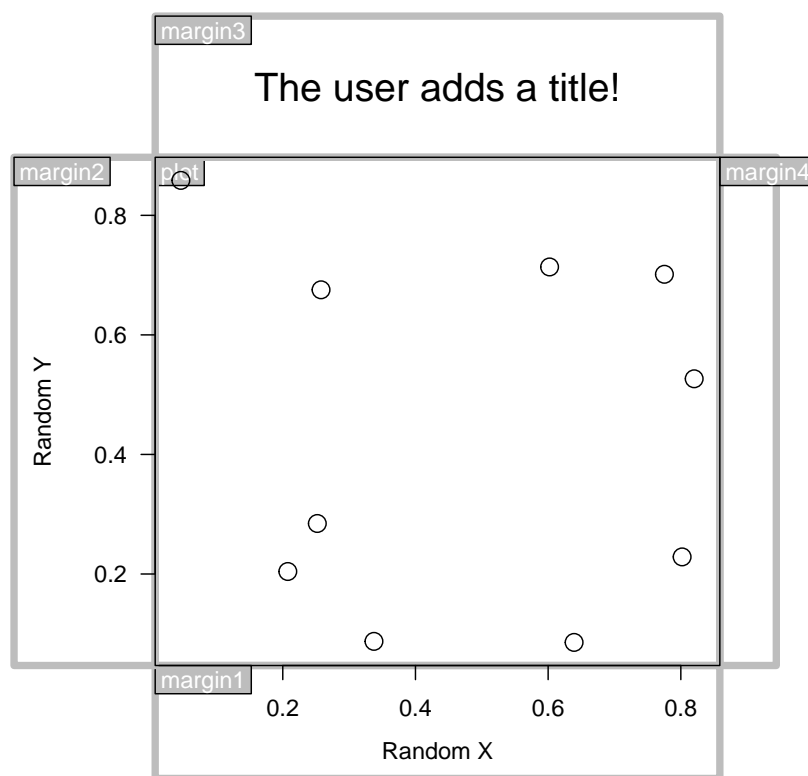 margin3
The user adds a title!
margin2
plot
margin4
0.8
0.6
0.4
0.2
Random Y
margin1
0.2 0.4 0.6 0.8
Random X